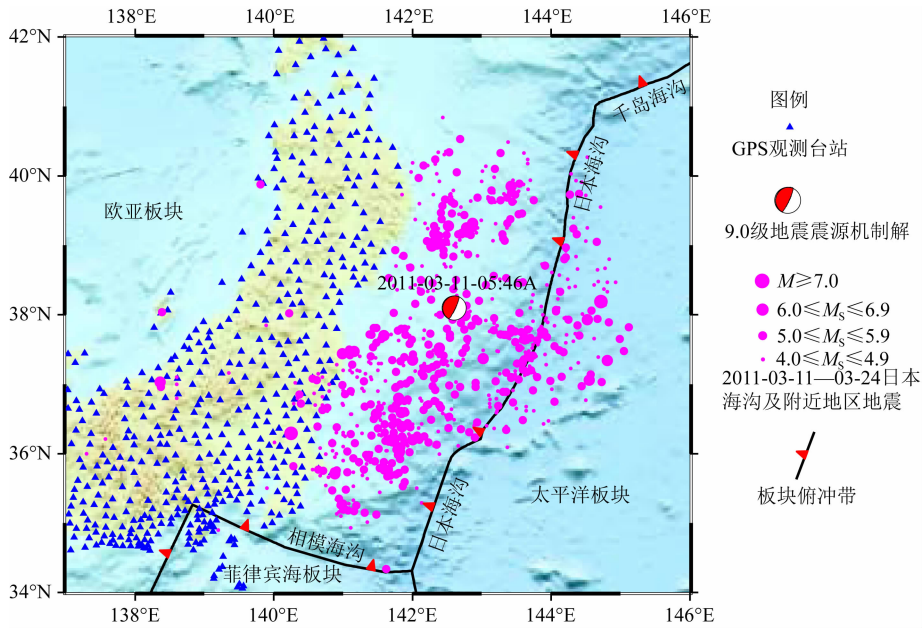 138°E 140°E 142°E 144°E 146°E
42°N
40°N
38°N
36°N
34°N
千岛海沟
日本海沟
欧亚板块
2011-03-11-05:46A
日本海沟
太平洋板块
相模海沟
菲律宾海板块
138°E 140°E 142°E 144°E 146°E
图例
GPS观测台站
9.0级地震震源机制解
M≥7.0
6.0≤Ms≤6.9
5.0≤Ms≤5.9
4.0≤Ms≤4.9
2011-03-11—03-24日本
海沟及附近地区地震
板块俯冲带